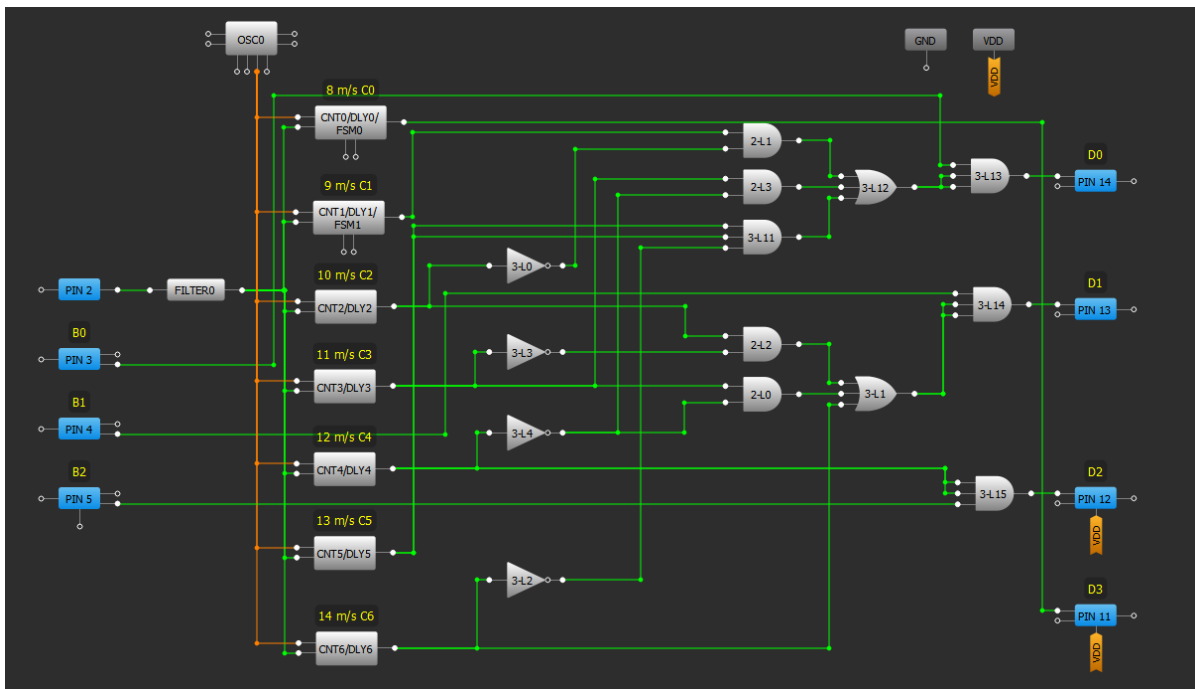 OSC0
GND
VDD
VDD
8 m/s C0
CNT0/DLY0/
FSM0
2-L1
D0
3-L13
PIN 14
9 m/s C1
CNT1/DLY1/
FSM1
2-L3
3-L12
3-L11
3-L0
10 m/s C2
CNT2/DLY2
PIN 2
FILTER0
D1
3-L14
PIN 13
B0
PIN 3
11 m/s C3
CNT3/DLY3
3-L3
2-L2
2-L0
3-L1
B1
PIN 4
12 m/s C4
CNT4/DLY4
3-L4
B2
PIN 5
D2
3-L15
PIN 12
VDD
13 m/s C5
CNT5/DLY5
3-L2
D3
PIN 11
VDD
14 m/s C6
CNT6/DLY6